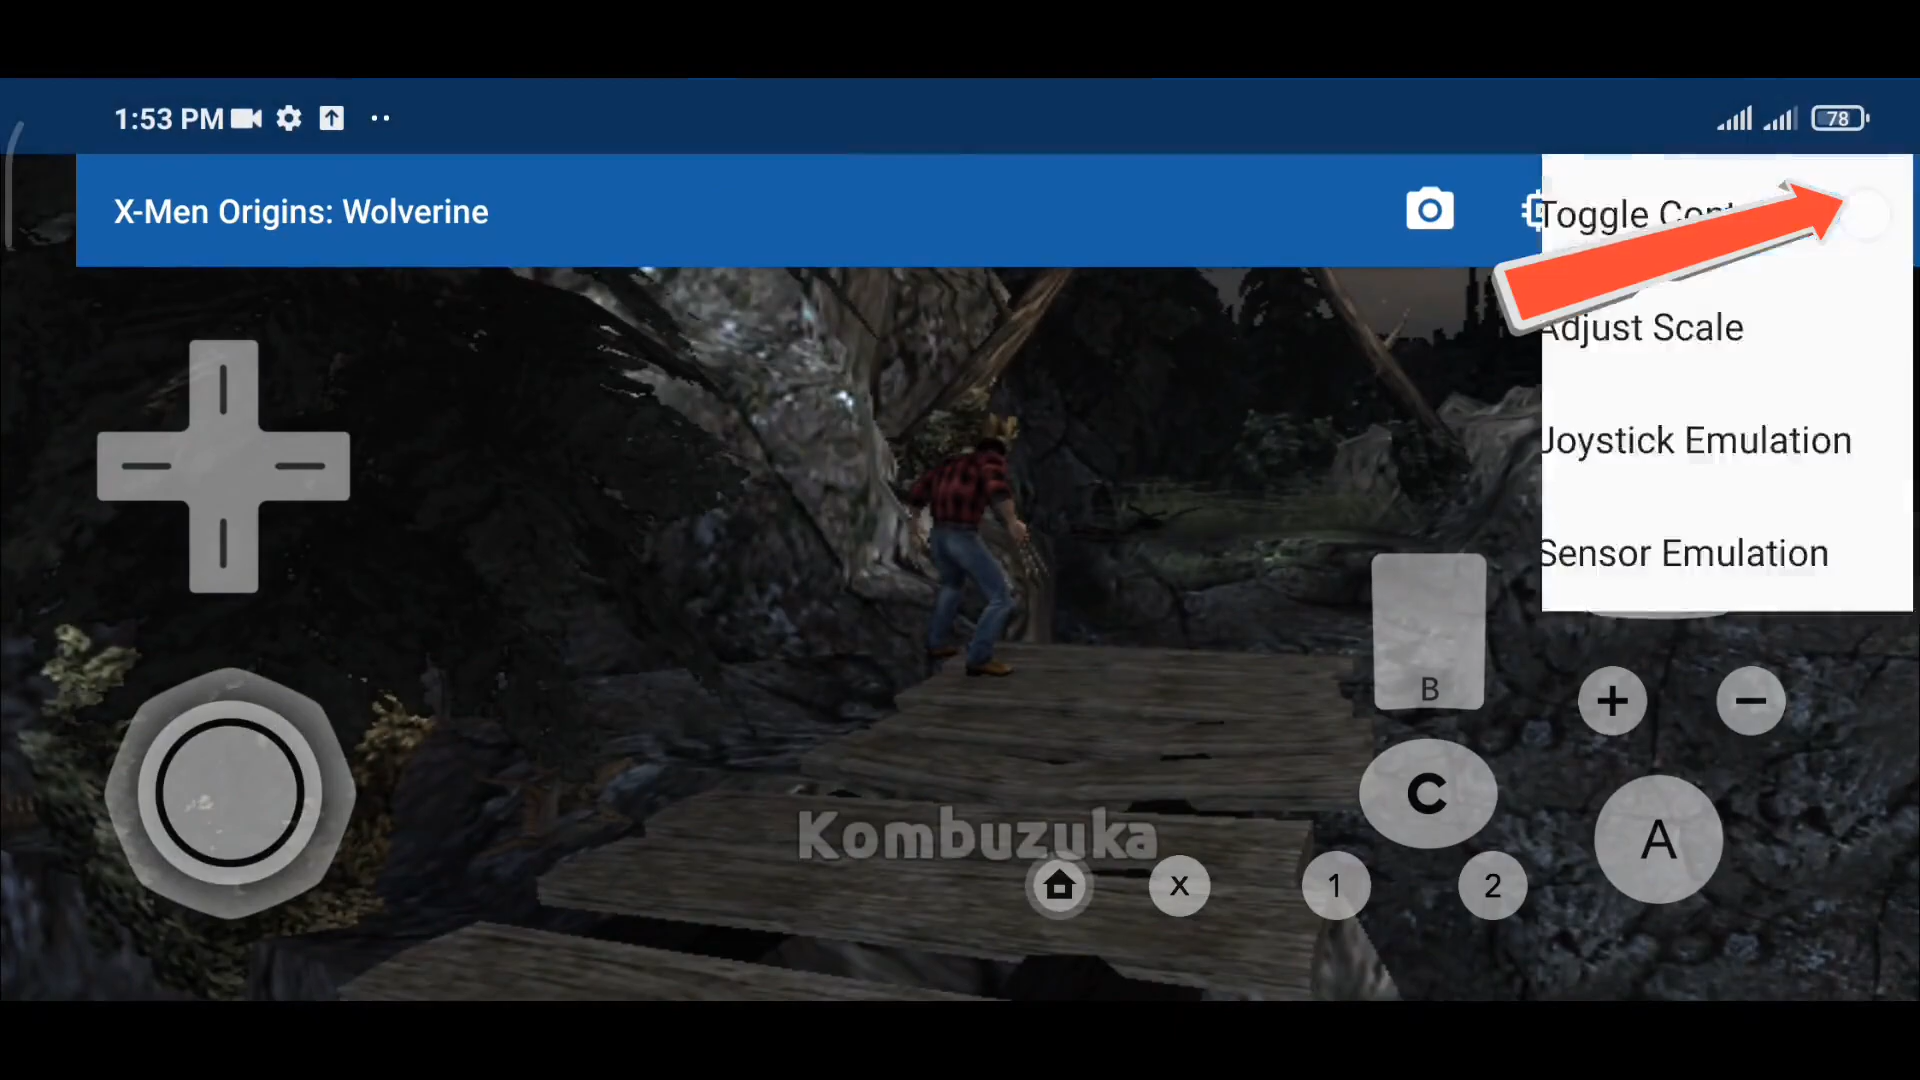 1:53 PM
78
X-Men Origins: Wolverine
Toggle
Adjust Scale
Joystick Emulation
Sensor Emulation
B
+ −
C
A
Kombuzuka
X
1
2